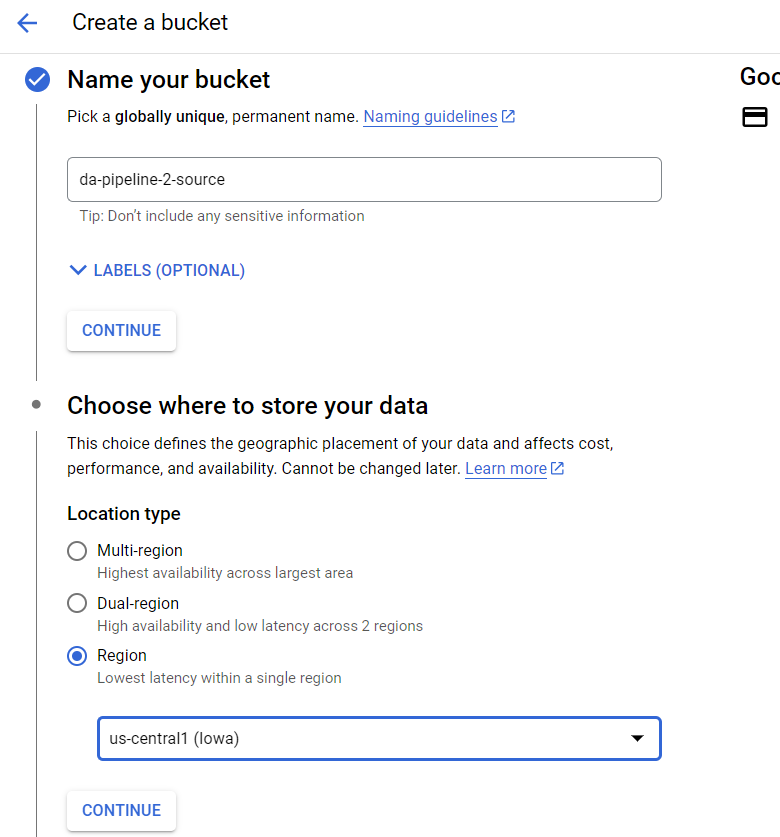 Create a bucket
Name your bucket
Goo
Pick a globally unique, permanent name. Naming guidelines
da-pipeline-2-source
Tip: Don’t include any sensitive information
LABELS (OPTIONAL)
CONTINUE
Choose where to store your data
This choice defines the geographic placement of your data and affects cost,
performance, and availability. Cannot be changed later. Learn more
Location type
Multi-region
Highest availability across largest area
Dual-region
High availability and low latency across 2 regions
Region
Lowest latency within a single region
us-central1 (Iowa)
CONTINUE